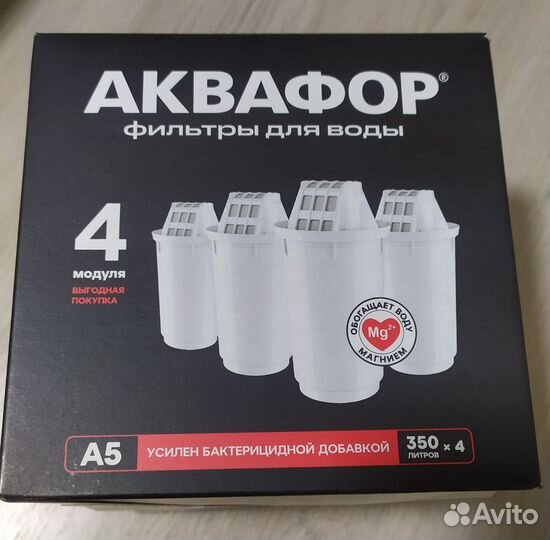 АКВАФОР®
ФИЛЬТРЫ ДЛЯ ВОДЫ
4
МОДУЛЯ
ВЫГОДНАЯ
ПОКУПКА
ОБОГАЩАЕТ ВОДУ
Mg2+
МАГНИЕМ
А5
УСИЛЕН БАКТЕРИЦИДНОЙ ДОБАВКОЙ
350 × 4
ЛИТРОВ
Avito